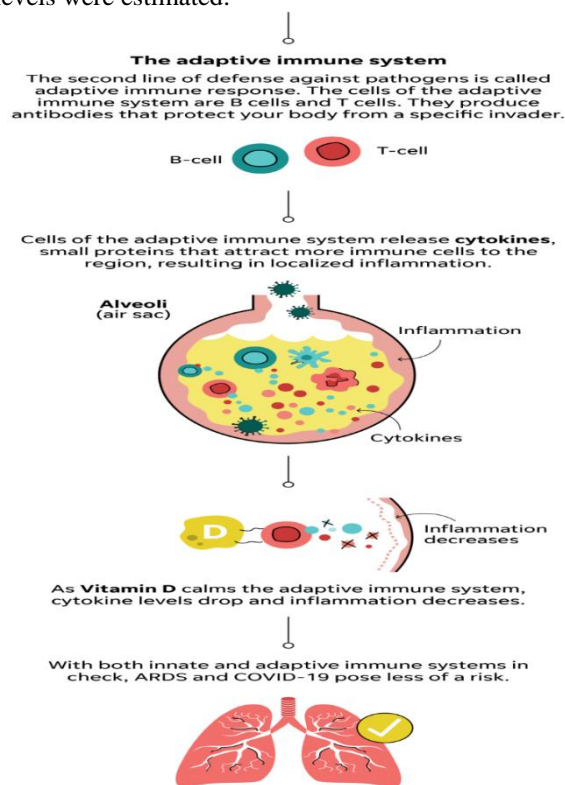 levels were estimated.
The adaptive immune system
The second line of defense against pathogens is called
adaptive immune response. The cells of the adaptive
immune system are B cells and T cells. They produce
antibodies that protect your body from a specific invader.
B-cell
T-cell
Cells of the adaptive immune system release cytokines,
small proteins that attract more immune cells to the
region, resulting in localized inflammation.
Alveoli
(air sac)
Inflammation
Cytokines
D
Inflammation
decreases
As Vitamin D calms the adaptive immune system,
cytokine levels drop and inflammation decreases.
With both innate and adaptive immune systems in
check, ARDS and COVID-19 pose less of a risk.